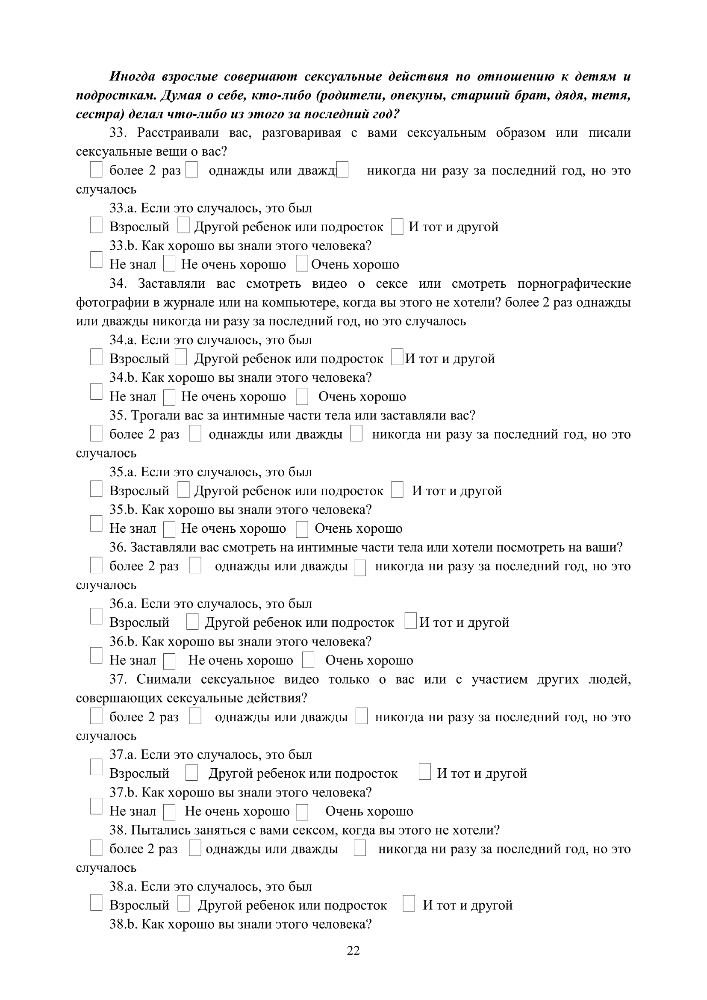 Иногда взрослые совершают сексуальные действия по отношению к детям и
подросткам. Думая о себе, кто-либо (родители, опекуны, старший брат, дядя, тетя,
сестра) делал что-либо из этого за последний год?
33. Расстраивали вас, разговаривая с вами сексуальным образом или писали
сексуальные вещи о вас?
более 2 раз однажды или дважды никогда ни разу за последний год, но это
случалось
33.a. Если это случалось, это был
Взрослый Другой ребенок или подросток И тот и другой
33.b. Как хорошо вы знали этого человека?
Не знал Не очень хорошо Очень хорошо
34. Заставляли вас смотреть видео о сексе или смотреть порнографические
фотографии в журнале или на компьютере, когда вы этого не хотели? более 2 раз однажды
или дважды никогда ни разу за последний год, но это случалось
34.a. Если это случалось, это был
Взрослый Другой ребенок или подросток И тот и другой
34.b. Как хорошо вы знали этого человека?
Не знал Не очень хорошо Очень хорошо
35. Трогали вас за интимные части тела или заставляли вас?
более 2 раз однажды или дважды никогда ни разу за последний год, но это
случалось
35.a. Если это случалось, это был
Взрослый Другой ребенок или подросток И тот и другой
35.b. Как хорошо вы знали этого человека?
Не знал Не очень хорошо Очень хорошо
36. Заставляли вас смотреть на интимные части тела или хотели посмотреть на ваши?
более 2 раз однажды или дважды никогда ни разу за последний год, но это
случалось
36.a. Если это случалось, это был
Взрослый Другой ребенок или подросток И тот и другой
36.b. Как хорошо вы знали этого человека?
Не знал Не очень хорошо Очень хорошо
37. Снимали сексуальное видео только о вас или с участием других людей,
совершающих сексуальные действия?
более 2 раз однажды или дважды никогда ни разу за последний год, но это
случалось
37.a. Если это случалось, это был
Взрослый Другой ребенок или подросток И тот и другой
37.b. Как хорошо вы знали этого человека?
Не знал Не очень хорошо Очень хорошо
38. Пытались заняться с вами сексом, когда вы этого не хотели?
более 2 раз однажды или дважды никогда ни разу за последний год, но это
случалось
38.a. Если это случалось, это был
Взрослый Другой ребенок или подросток И тот и другой
38.b. Как хорошо вы знали этого человека?
22